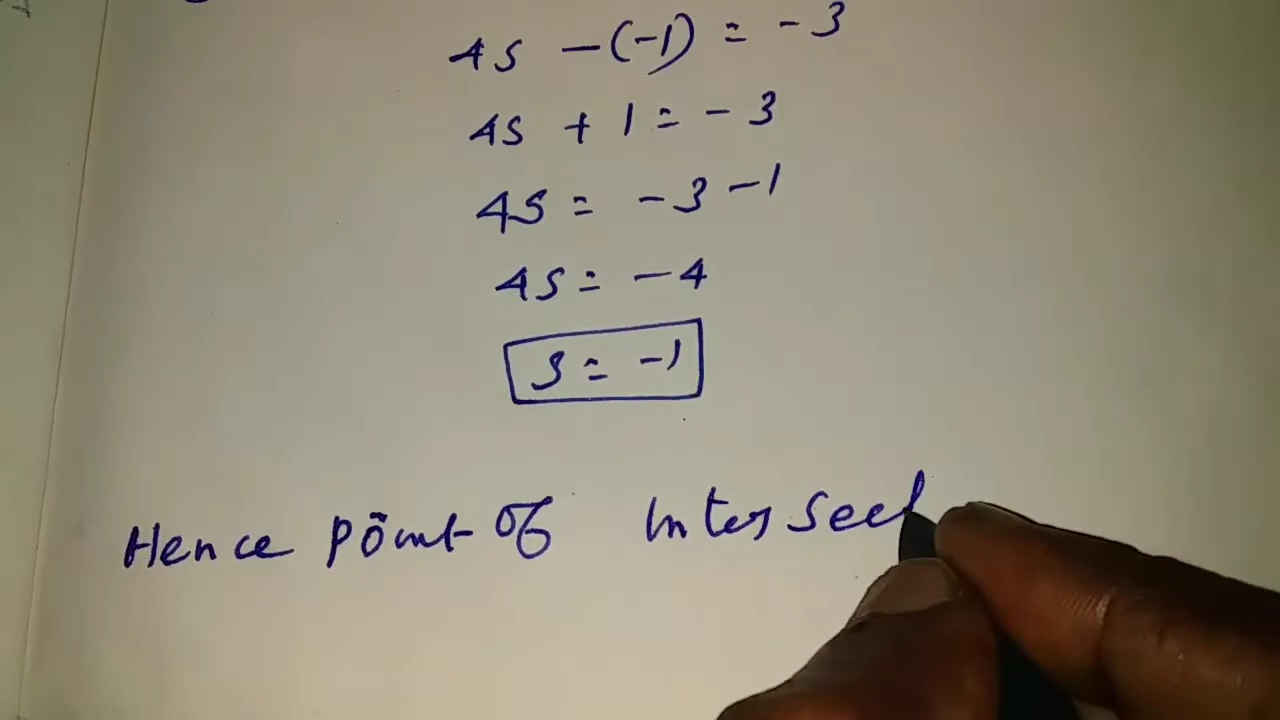 4s - (-1) = -3
4s + 1 = -3
4s = -3 -1
4s = -4
s = -1
Hence Point of Intersect